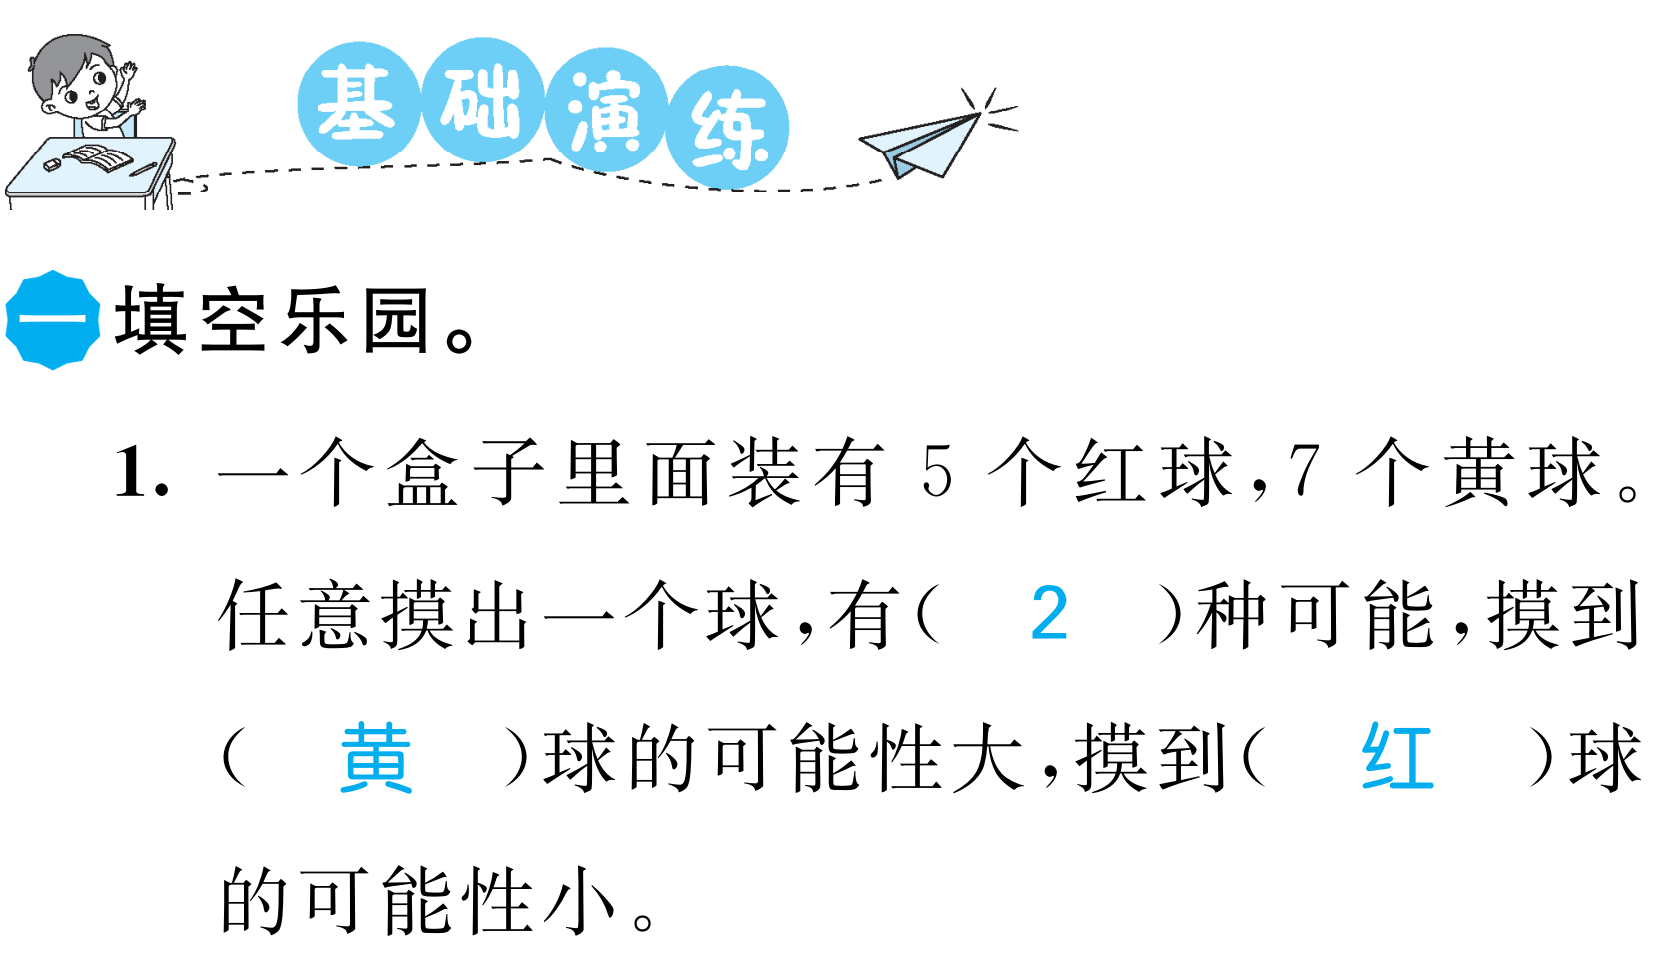 基础演练
一 填空乐园。
1. 一个盒子里面装有 5 个红球,7 个黄球。
任意摸出一个球,有( 2 )种可能,摸到
( 黄 )球的可能性大,摸到( 红 )球
的可能性小。